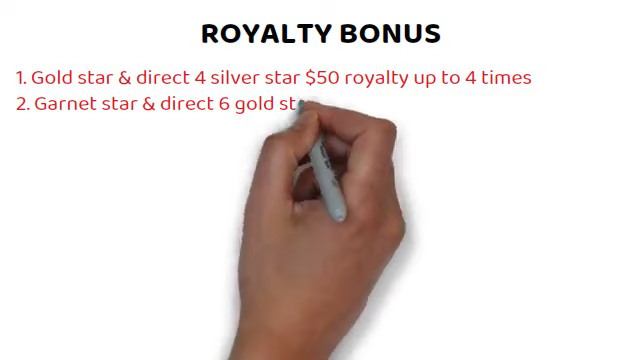 ROYALTY BONUS
1. Gold star & direct 4 silver star $50 royalty up to 4 times
2. Garnet star & direct 6 gold st